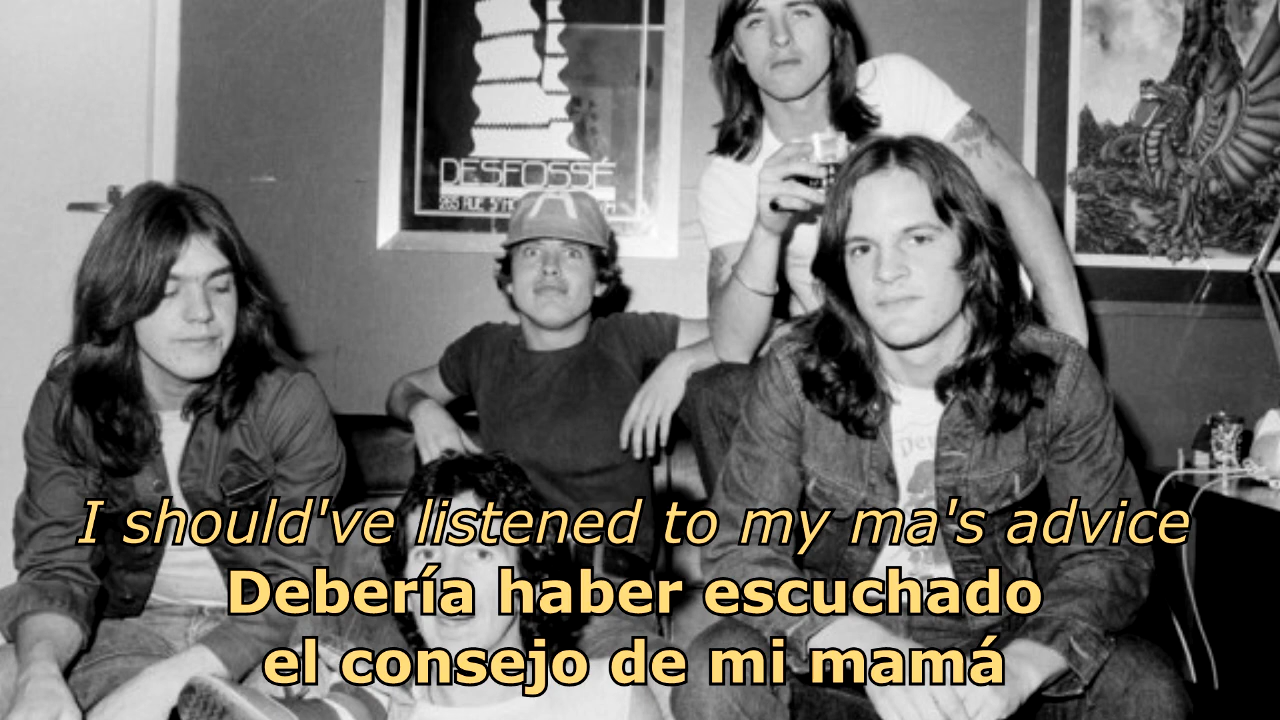 DESFOSSÉ
I should've listened to my ma's advice
Debería haber escuchado
el consejo de mi mamá